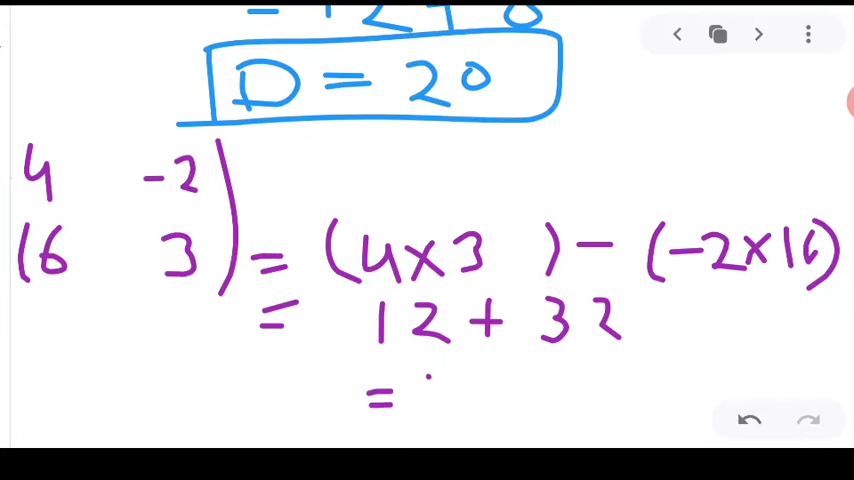 D = 20
4 -2
16 3 | = (4×3 ) - (-2×16)
= 12 + 32
=